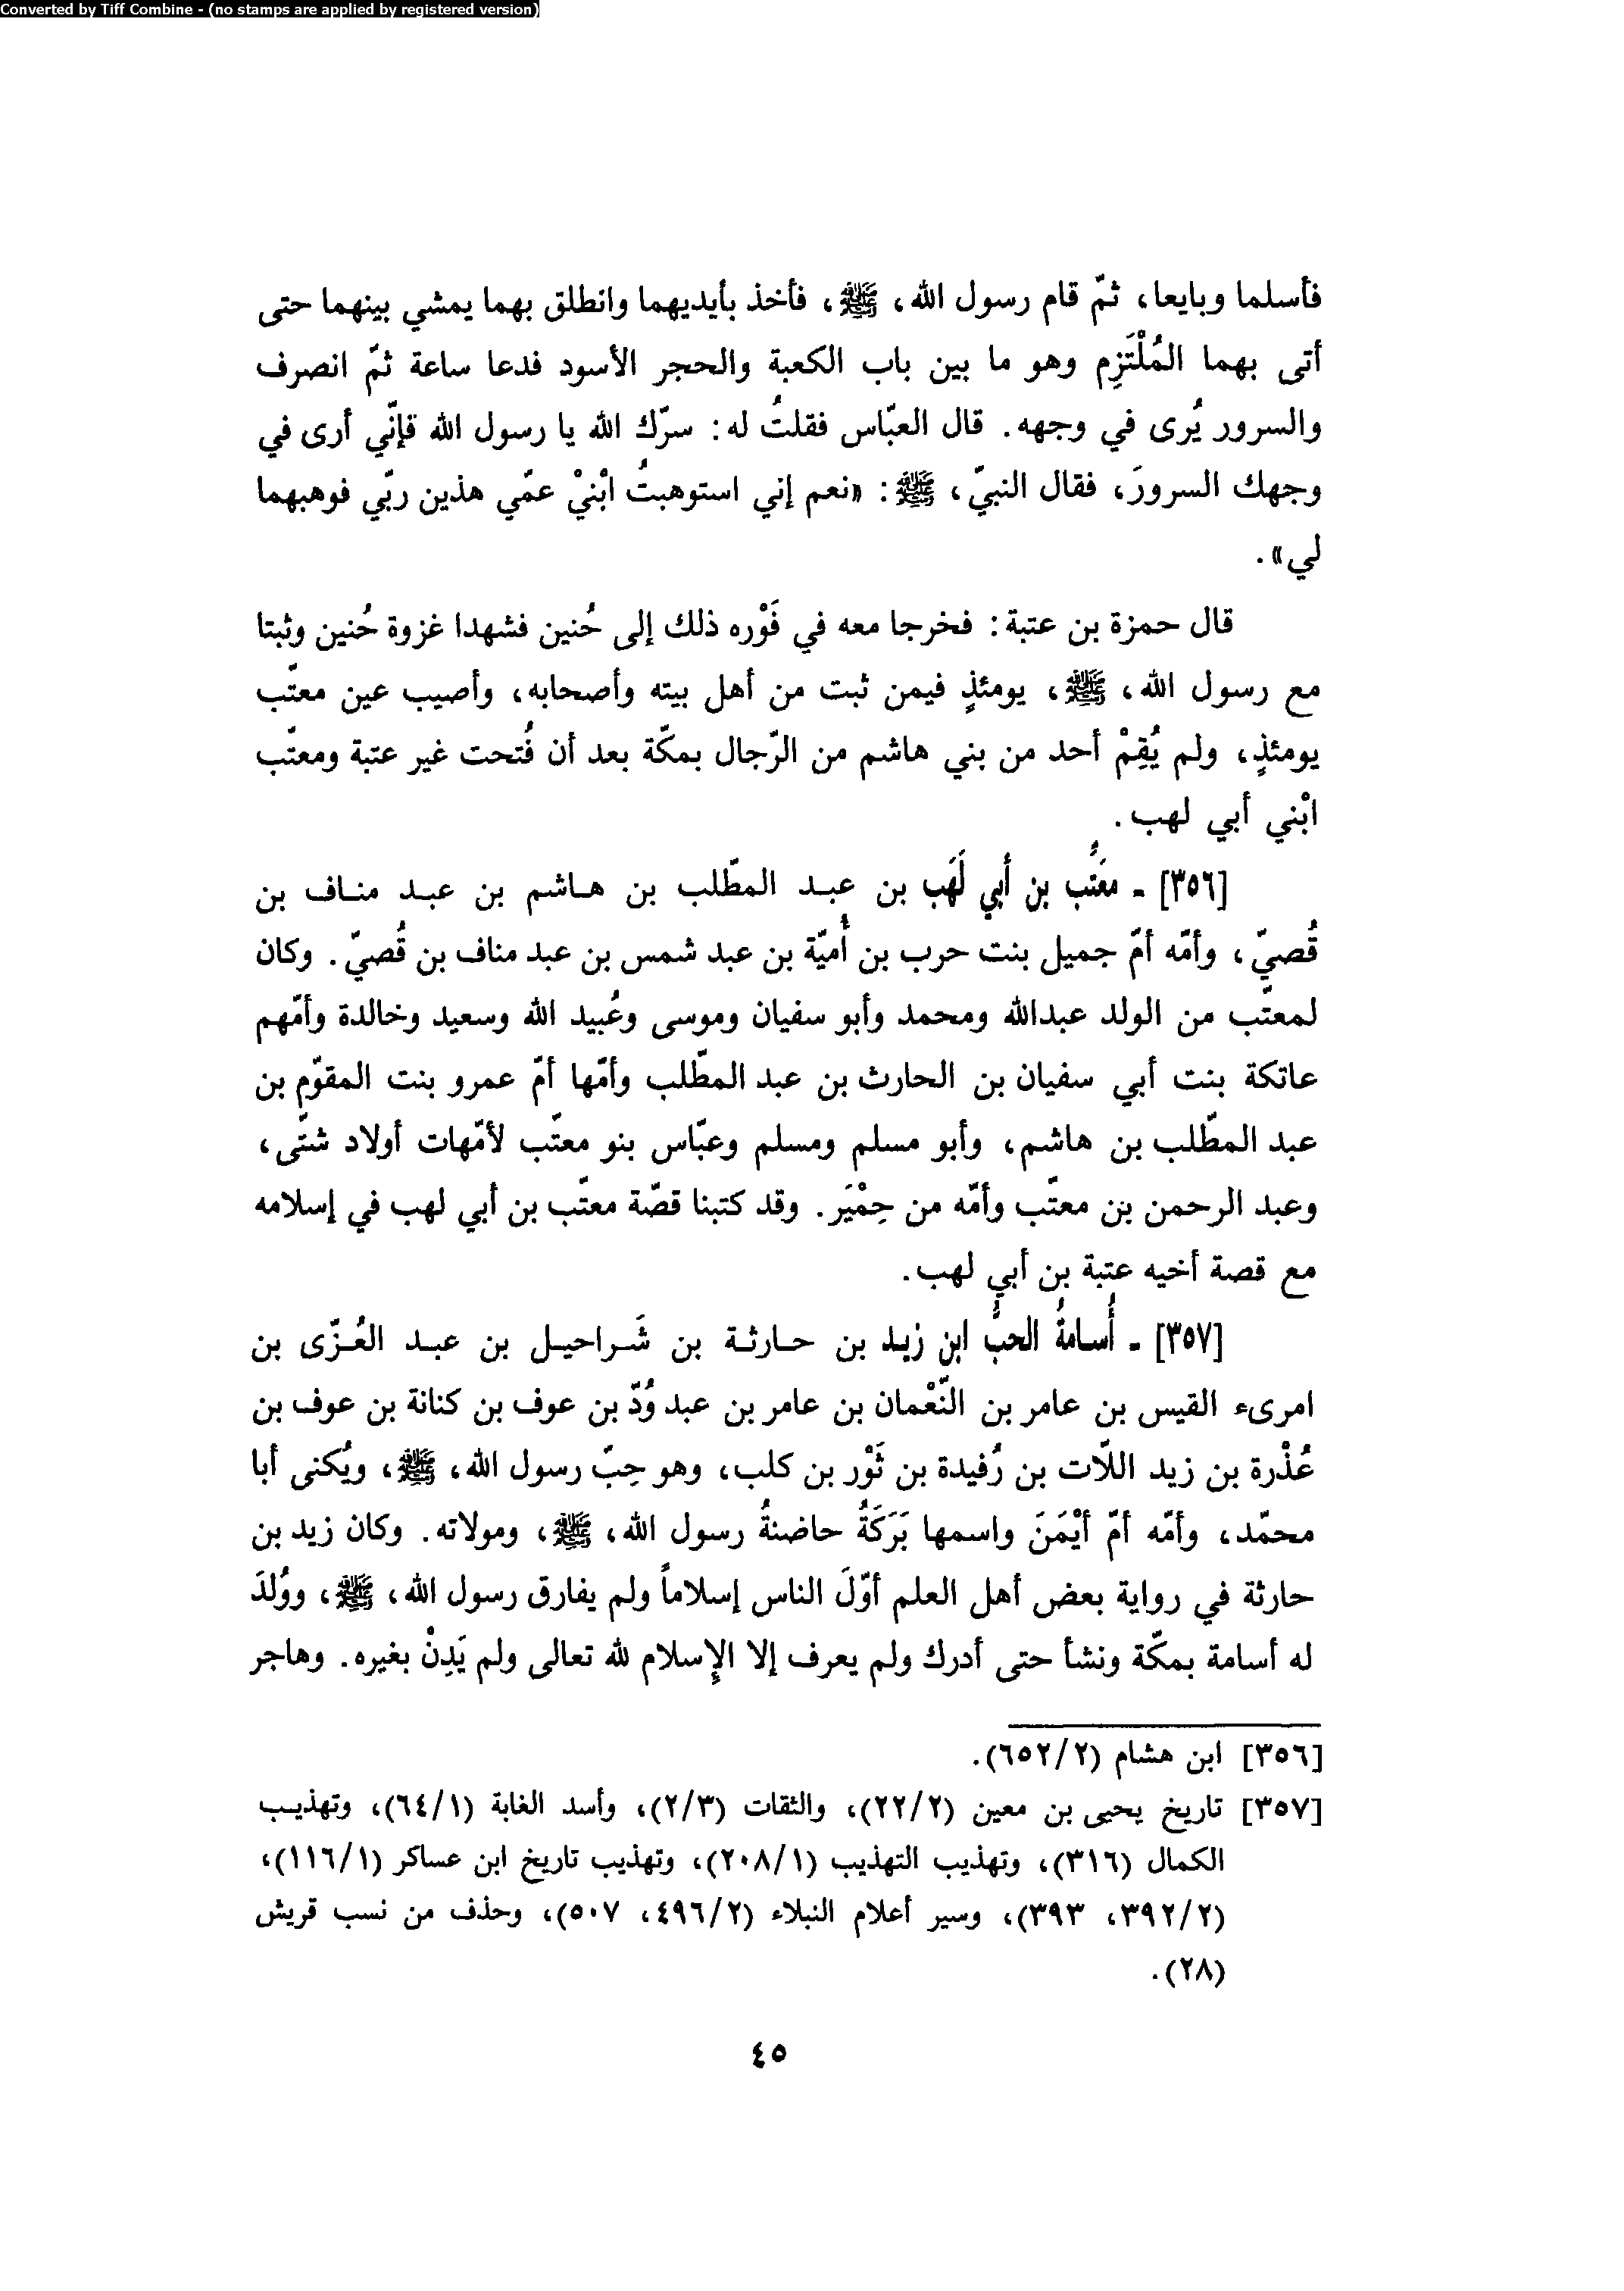 Converted by Tiff Combine - (no stamps are applied by registered version)
فأسلما وبايعا، ثمّ قام رسول الله، ﷺ، فأخذ بأيديهما وانطلق بهما يمشي بينهما حتى
أتى بهما المُلْتَزِم وهو ما بين باب الكعبة والحجر الأسود فدعا ساعة ثمّ انصرف
والسرور يُرى في وجهه. قال العبّاس فقلتُ له: سرّك الله يا رسول الله فإنّي أرى في
وجهك السرورَ، فقال النبيّ، ﷺ: «نعم إني استوهبتُ ابْنيْ عمّي هذين ربّي فوهبهما
لي».
قال حمزة بن عتبة: فخرجا معه في فَوْره ذلك إلى حُنين فشهدا غزوة حُنين وثبتا
مع رسول الله، ﷺ، يومئذٍ فيمن ثبت من أهل بيته وأصحابه، وأصيب عين معتّب
يومئذٍ، ولم يُقِمْ أحد من بني هاشم من الرّجال بمكّة بعد أن فُتحت غير عتبة ومعتّب
ابْني أبي لهب.
[٣٥٦] - مَعَتِّب بن أَبي لَهَب بن عبد المطّلب بن هاشم بن عبد مناف بن
قُصيّ، وأمّه أمّ جميل بنت حرب بن أُميّة بن عبد شمس بن عبد مناف بن قُصيّ. وكان
لمعتّب من الولد عبدالله ومحمد وأبو سفيان وموسى وعُبيد الله وسعيد وخالدة وأمّهم
عاتكة بنت أبي سفيان بن الحارث بن عبد المطّلب وأمّها أمّ عمرو بنت المقوّم بن
عبد المطّلب بن هاشم، وأبو مسلم ومسلم وعبّاس بنو معتّب لأمّهات أولاد شتّى،
وعبد الرحمن بن معتّب وأمّه من حِمْيَر. وقد كتبنا قصّة معتّب بن أبي لهب في إسلامه
مع قصة أخيه عتبة بن أبي لهب.
[٣٥٧] - أُسامةُ الحبُّ ابن زيد بن حارثة بن شَراحيل بن عبد العُزّى بن
امرىء القيس بن عامر بن النّعْمان بن عامر بن عبد وُدّ بن عوف بن كنانة بن عوف بن
عُذْرة بن زيد اللّات بن رُفيدة بن ثَوْر بن كلب، وهو حِبّ رسول الله، ﷺ، ويُكنى أبا
محمّد، وأمّه أمّ أيْمَنَ واسمها بَرَكَةُ حاضنةُ رسول الله، ﷺ، ومولاته. وكان زيد بن
حارثة في رواية بعض أهل العلم أوّلَ الناس إسلاماً ولم يفارق رسول الله، ﷺ، ووُلدَ
له أسامة بمكّة ونشأ حتى أدرك ولم يعرف إلا الإسلام لله تعالى ولم يَدِنْ بغيره. وهاجر
[٣٥٦] ابن هشام (٢/ ٦٥٢).
[٣٥٧] تاريخ يحيى بن معين (٢/ ٢٢)، والثقات (٣/ ٢)، وأسد الغابة (١/ ٦٤)، وتهذيب
الكمال (٣١٦)، وتهذيب التهذيب (١/ ٢٠٨)، وتهذيب تاريخ ابن عساكر (١/ ١١٦)،
(٢/ ٣٩٢، ٣٩٣)، وسير أعلام النبلاء (٢/ ٤٩٦، ٥٠٧)، وحذف من نسب قريش
(٢٨).
٤٥